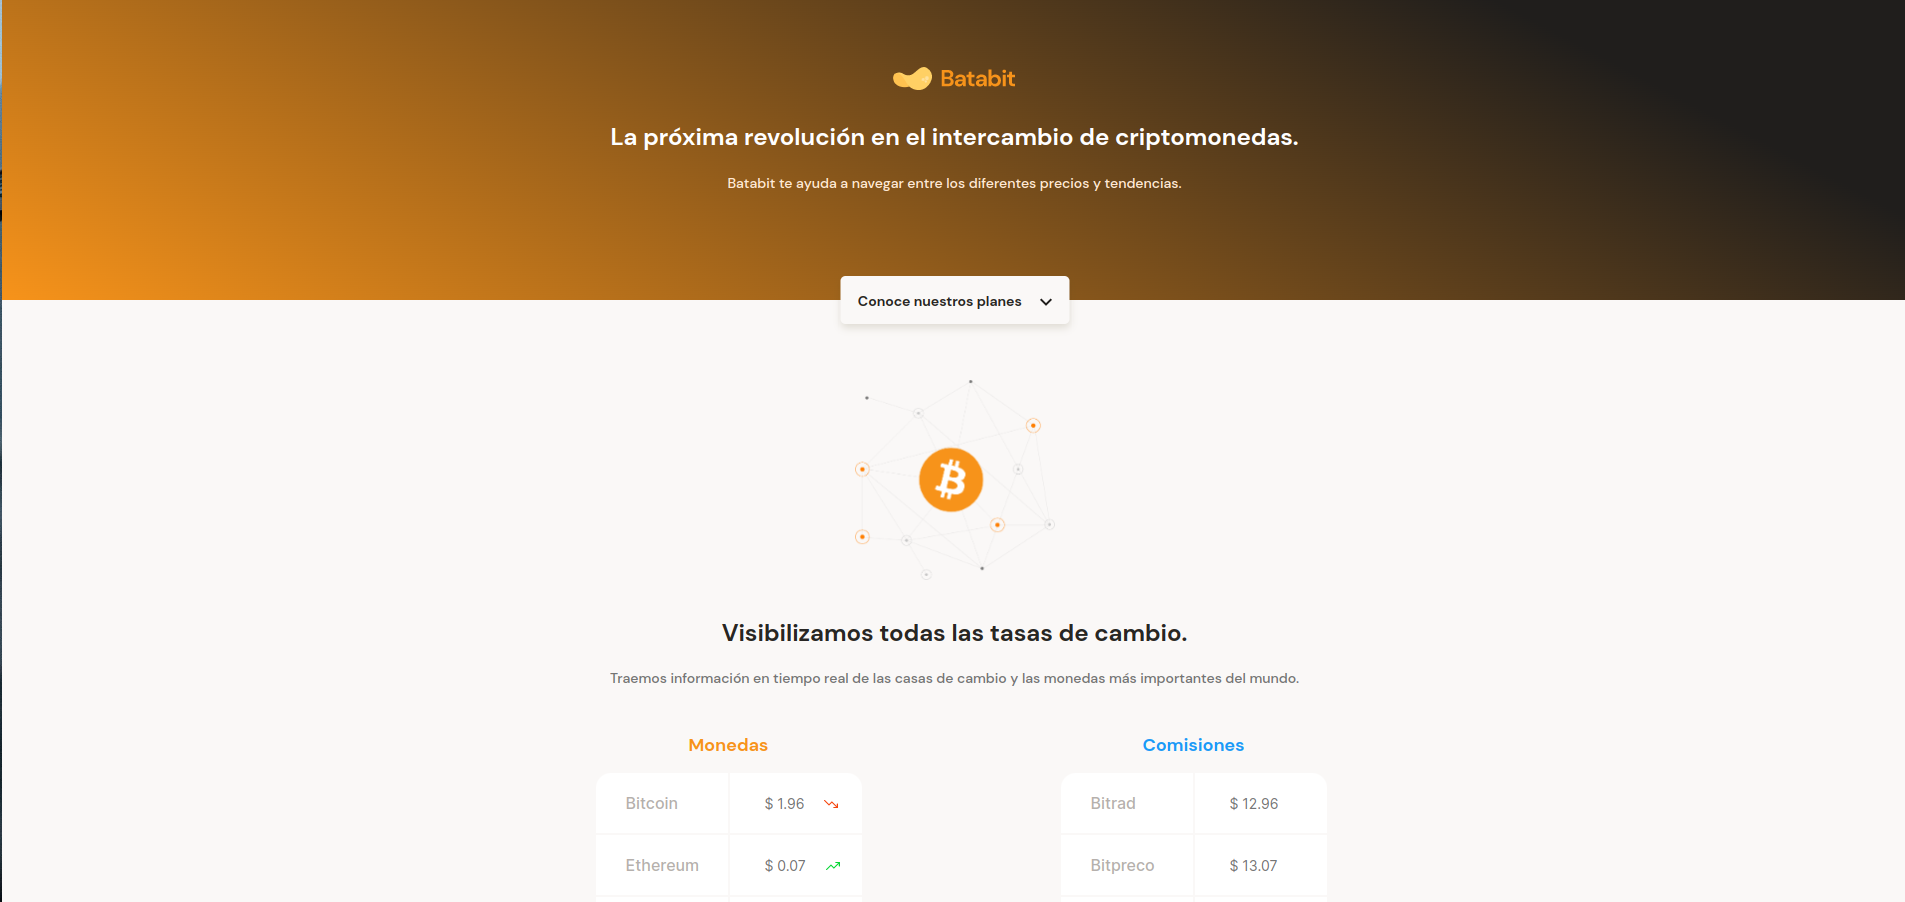 Batabit
La próxima revolución en el intercambio de criptomonedas.
Batabit te ayuda a navegar entre los diferentes precios y tendencias.
Conoce nuestros planes
Visibilizamos todas las tasas de cambio.
Traemos información en tiempo real de las casas de cambio y las monedas más importantes del mundo.
Monedas
Bitcoin $ 1.96
Ethereum $ 0.07
Comisiones
Bitrad $ 12.96
Bitpreco $ 13.07